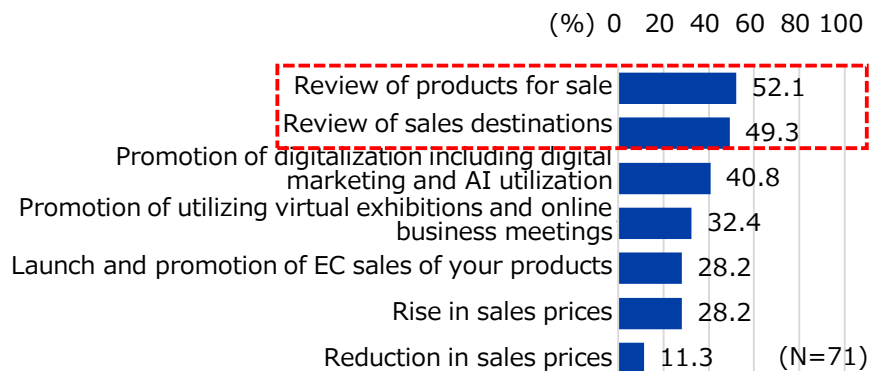 (%) 0 20 40 60 80 100
Review of products for sale 52.1
Review of sales destinations 49.3
Promotion of digitalization including digital
marketing and AI utilization 40.8
Promotion of utilizing virtual exhibitions and online
business meetings 32.4
Launch and promotion of EC sales of your products 28.2
Rise in sales prices 28.2
Reduction in sales prices 11.3 (N=71)